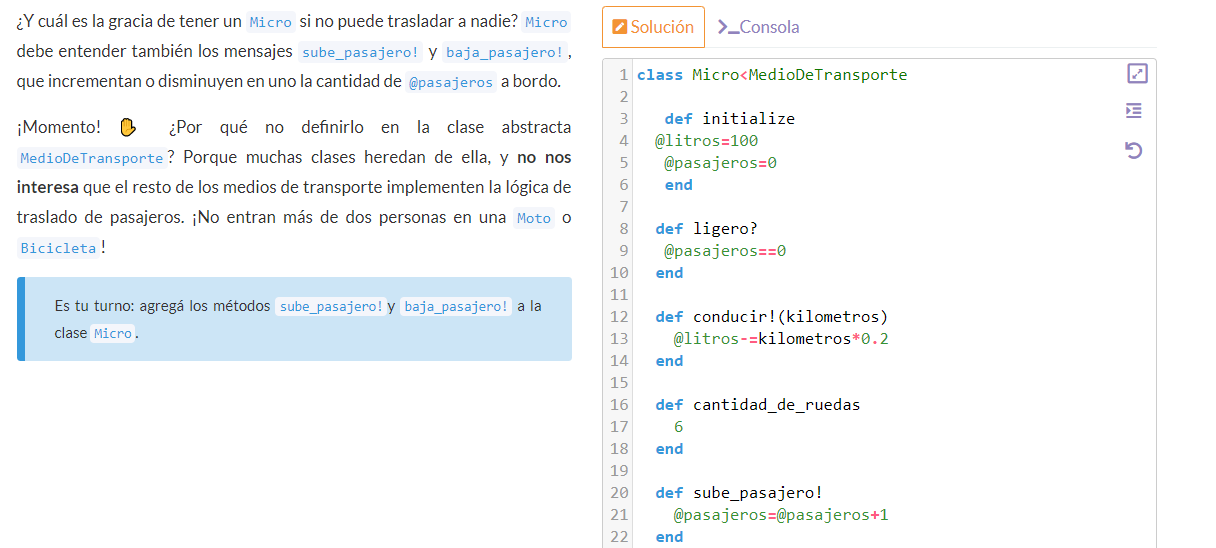 ¿Y cuál es la gracia de tener un Micro si no puede trasladar a nadie? Micro
debe entender también los mensajes sube_pasajero! y baja_pasajero! ,
que incrementan o disminuyen en uno la cantidad de @pasajeros a bordo.
¡Momento! ✋ ¿Por qué no definirlo en la clase abstracta
MedioDeTransporte ? Porque muchas clases heredan de ella, y no nos
interesa que el resto de los medios de transporte implementen la lógica de
traslado de pasajeros. ¡No entran más de dos personas en una Moto o
Bicicleta !
Es tu turno: agregá los métodos sube_pasajero! y baja_pasajero! a la
clase Micro .
Solución >_Consola
1 class Micro<MedioDeTransporte
2
3 def initialize
4 @litros=100
5 @pasajeros=0
6 end
7
8 def ligero?
9 @pasajeros==0
10 end
11
12 def conducir!(kilometros)
13 @litros-=kilometros*0.2
14 end
15
16 def cantidad_de_ruedas
17 6
18 end
19
20 def sube_pasajero!
21 @pasajeros=@pasajeros+1
22 end